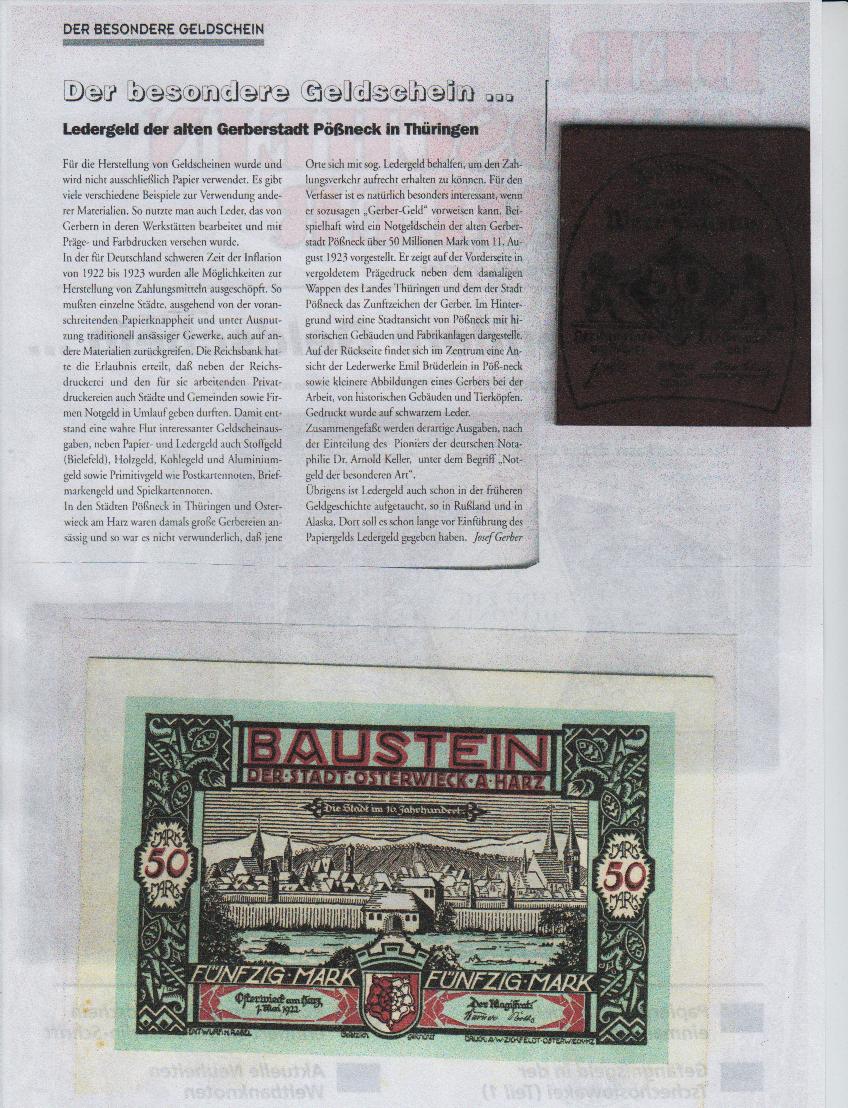 DER BESONDERE GELDSCHEIN
Der besondere Geldschein ...
Ledergeld der alten Gerberstadt Pößneck in Thüringen
Für die Herstellung von Geldscheinen wurde und
wird nicht ausschließlich Papier verwendet. Es gibt
viele verschiedene Beispiele zur Verwendung ande-
rer Materialien. So nutzte man auch Leder, das von
Gerbern in deren Werkstätten bearbeitet und mit
Präge- und Farbdrucken versehen wurde.
In der für Deutschland schweren Zeit der Inflation
von 1922 bis 1923 wurden alle Möglichkeiten zur
Herstellung von Zahlungsmitteln ausgeschöpft. So
mußten einzelne Städte, ausgehend von der voran-
schreitenden Papierknappheit und unter Ausnut-
zung traditionell ansässiger Gewerke, auch auf an-
dere Materialien zurückgreifen. Die Reichsbank hat-
te die Erlaubnis erteilt, daß neben der Reichs-
druckerei und den für sie arbeitenden Privat-
druckereien auch Städte und Gemeinden sowie Fir-
men Notgeld in Umlauf geben durften. Damit ent-
stand eine wahre Flut interessanter Geldscheinaus-
gaben, neben Papier- und Ledergeld auch Stoffgeld
(Bielefeld), Holzgeld, Kohlegeld und Aluminium-
geld sowie Primitivgeld wie Postkartennoten, Brief-
markengeld und Spielkartennoten.
In den Städten Pößneck in Thüringen und Oster-
wieck am Harz waren damals große Gerbereien an-
sässig und so war es nicht verwunderlich, daß jene
Orte sich mit sog. Ledergeld behalfen, um den Zah-
lungsverkehr aufrecht erhalten zu können. Für den
Verfasser ist es natürlich besonders interessant, wenn
er sozusagen „Gerber-Geld" vorweisen kann. Bei-
spielhaft wird ein Notgeldschein der alten Gerber-
stadt Pößneck über 50 Millionen Mark vom 11. Au-
gust 1923 vorgestellt. Er zeigt auf der Vorderseite in
vergoldetem Prägedruck neben dem damaligen
Wappen des Landes Thüringen und dem der Stadt
Pößneck das Zunftzeichen der Gerber. Im Hinter-
grund wird eine Stadtansicht von Pößneck mit hi-
storischen Gebäuden und Fabrikanlagen dargestellt.
Auf der Rückseite findet sich im Zentrum eine An-
sicht der Lederwerke Emil Brüderlein in Pöß-neck
sowie kleinere Abbildungen eines Gerbers bei der
Arbeit, von historischen Gebäuden und Tierköpfen.
Gedruckt wurde auf schwarzem Leder.
Zusammengefaßt werden derartige Ausgaben, nach
der Einteilung des Pioniers der deutschen Nota-
philie Dr. Arnold Keller, unter dem Begriff „Not-
geld der besonderen Art".
Übrigens ist Ledergeld auch schon in der früheren
Geldgeschichte aufgetaucht, so in Rußland und in
Alaska. Dort soll es schon lange vor Einführung des
Papiergelds Ledergeld gegeben haben. Josef Gerber
BAUSTEIN
DER·STADT·OSTERWIECK·A·HARZ
Die Stadt im 16. Jahrhundert
MARK 50 MARK
MARK 50 MARK
FÜNFZIG·MARK FÜNFZIG·MARK
Osterwieck am Harz,
1. Mai 1922
Der Magistrat:
DRUCK:A.W.ZICKFELDT·OSTERWIECK·HZ
Aktuelle Neuheiten
Weltbanknoten
Gefängnisgeld in der
Tschechoslowakei (Teil 1)